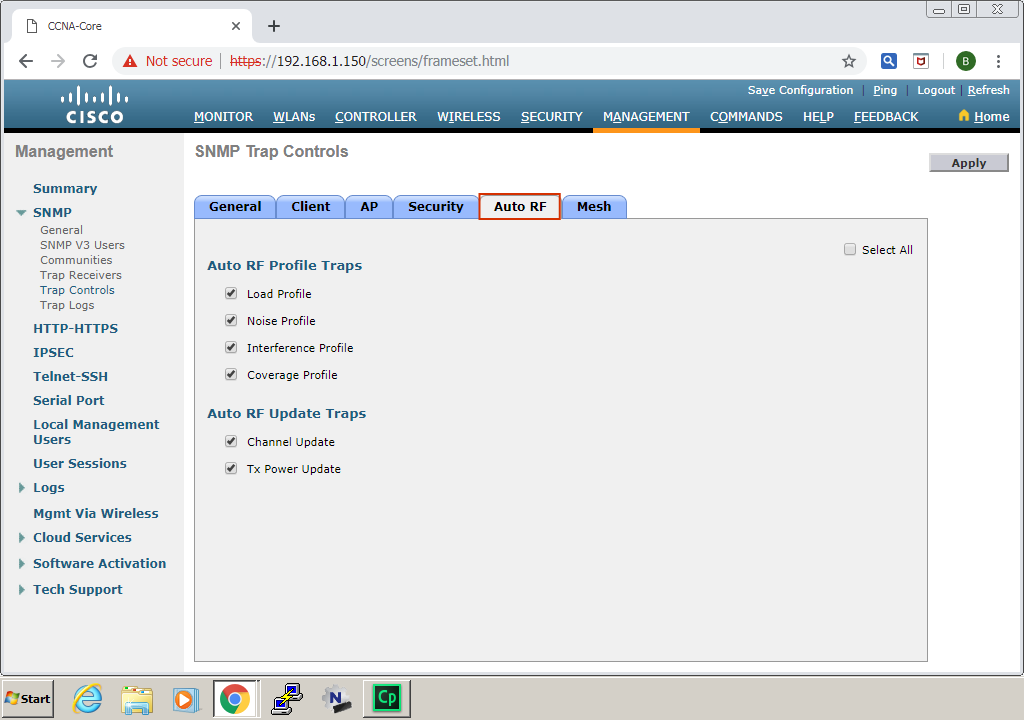 CCNA-Core
Not secure | https://192.168.1.150/screens/frameset.html
B
Save Configuration | Ping | Logout | Refresh
CISCO
MONITOR WLANs CONTROLLER WIRELESS SECURITY MANAGEMENT COMMANDS HELP FEEDBACK Home
Management
Summary
SNMP
General
SNMP V3 Users
Communities
Trap Receivers
Trap Controls
Trap Logs
HTTP-HTTPS
IPSEC
Telnet-SSH
Serial Port
Local Management
Users
User Sessions
Logs
Mgmt Via Wireless
Cloud Services
Software Activation
Tech Support
SNMP Trap Controls
Apply
General Client AP Security Auto RF Mesh
Select All
Auto RF Profile Traps
Load Profile
Noise Profile
Interference Profile
Coverage Profile
Auto RF Update Traps
Channel Update
Tx Power Update
Start
N
Cp